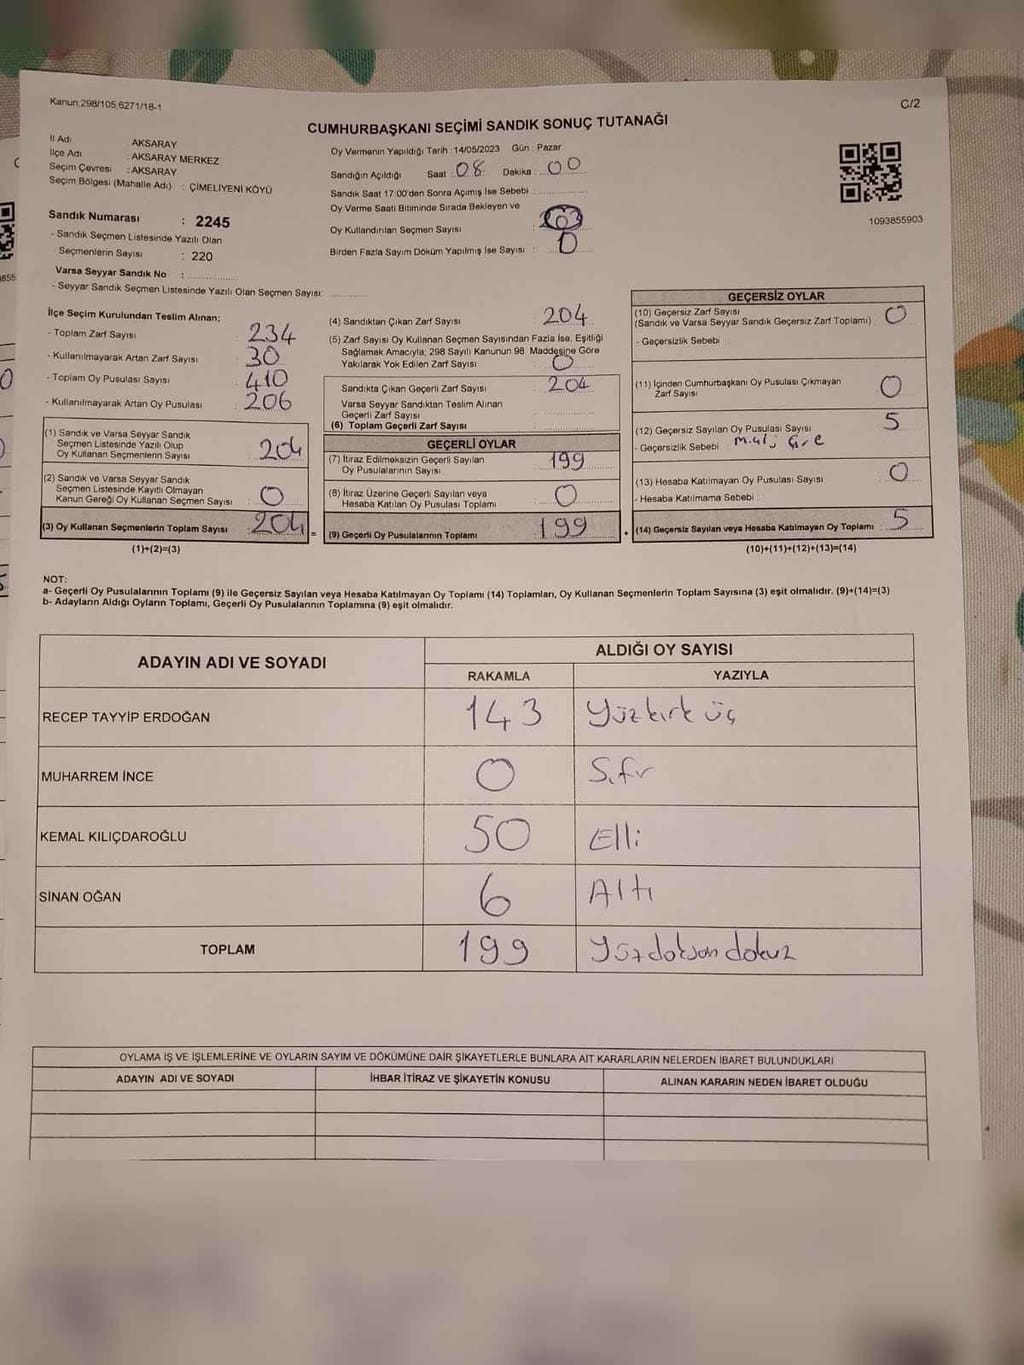 Kanun:298/105,6271/18-1
C/2
CUMHURBAŞKANI SEÇİMİ SANDIK SONUÇ TUTANAĞI
İl Adı : AKSARAY
İlçe Adı : AKSARAY MERKEZ
Seçim Çevresi : AKSARAY
Seçim Bölgesi (Mahalle Adı) : ÇİMELİYENİ KÖYÜ
Sandık Numarası : 2245
- Sandık Seçmen Listesinde Yazılı Olan
Seçmenlerin Sayısı : 220
Varsa Seyyar Sandık No :
- Seyyar Sandık Seçmen Listesinde Yazılı Olan Seçmen Sayısı:
Oy Vermenin Yapıldığı Tarih : 14/05/2023 Gün : Pazar
Sandığın Açıldığı Saat : 08 Dakika : 00
Sandık Saat 17:00'den Sonra Açımış İse Sebebi :
Oy Verme Saati Bitiminde Sırada Bekleyen ve
Oy Kullandırılan Seçmen Sayısı :
Birden Fazla Sayım Döküm Yapılmış İse Sayısı : 0
1093855903
İlçe Seçim Kurulundan Teslim Alınan;
- Toplam Zarf Sayısı : 234
- Kullanılmayarak Artan Zarf Sayısı : 30
- Toplam Oy Pusulası Sayısı : 410
- Kullanılmayarak Artan Oy Pusulası : 206
(1) Sandık ve Varsa Seyyar Sandık
Seçmen Listesinde Yazılı Olup
Oy Kullanan Seçmenlerin Sayısı : 204
(2) Sandık ve Varsa Seyyar Sandık
Seçmen Listesinde Kayıtlı Olmayan
Kanun Gereği Oy Kullanan Seçmen Sayısı : 0
(3) Oy Kullanan Seçmenlerin Toplam Sayısı : 204
(1)+(2)=(3)
(4) Sandıktan Çıkan Zarf Sayısı : 204
(5) Zarf Sayısı Oy Kullanan Seçmen Sayısından Fazla İse, Eşitliği
Sağlamak Amacıyla; 298 Sayılı Kanunun 98. Maddesine Göre
Yakılarak Yok Edilen Zarf Sayısı : 0
Sandıkta Çıkan Geçerli Zarf Sayısı : 204
Varsa Seyyar Sandıktan Teslim Alınan
Geçerli Zarf Sayısı :
(6) Toplam Geçerli Zarf Sayısı :
GEÇERLİ OYLAR
(7) İtiraz Edilmeksizin Geçerli Sayılan
Oy Pusulalarının Sayısı : 199
(8) İtiraz Üzerine Geçerli Sayılan veya
Hesaba Katılan Oy Pusulası Toplamı : 0
= (9) Geçerli Oy Pusulalarının Toplamı : 199
GEÇERSİZ OYLAR
(10) Geçersiz Zarf Sayısı
(Sandık ve Varsa Seyyar Sandık Geçersiz Zarf Toplamı) : 0
- Geçersizlik Sebebi :
(11) İçinden Cumhurbaşkanı Oy Pusulası Çıkmayan
Zarf Sayısı : 0
(12) Geçersiz Sayılan Oy Pusulası Sayısı : 5
- Geçersizlik Sebebi :
(13) Hesaba Katılmayan Oy Pusulası Sayısı : 0
- Hesaba Katılmama Sebebi :
+ (14) Geçersiz Sayılan veya Hesaba Katılmayan Oy Toplamı : 5
(10)+(11)+(12)+(13)=(14)
NOT:
a- Geçerli Oy Pusulalarının Toplamı (9) ile Geçersiz Sayılan veya Hesaba Katılmayan Oy Toplamı (14) Toplamları, Oy Kullanan Seçmenlerin Toplam Sayısına (3) eşit olmalıdır. (9)+(14)=(3)
b- Adayların Aldığı Oyların Toplamı, Geçerli Oy Pusulalarının Toplamına (9) eşit olmalıdır.
ADAYIN ADI VE SOYADI
ALDIĞI OY SAYISI
RAKAMLA YAZIYLA
RECEP TAYYİP ERDOĞAN 143 Yüzkırk üç
MUHARREM İNCE 0 Sıfır
KEMAL KILIÇDAROĞLU 50 Elli
SİNAN OĞAN 6 Altı
TOPLAM 199 Yüzdoksan dokuz
OYLAMA İŞ VE İŞLEMLERİNE VE OYLARIN SAYIM VE DÖKÜMÜNE DAİR ŞİKAYETLERLE BUNLARA AİT KARARLARIN NELERDEN İBARET BULUNDUKLARI
ADAYIN ADI VE SOYADI İHBAR İTİRAZ VE ŞİKAYETİN KONUSU ALINAN KARARIN NEDEN İBARET OLDUĞU